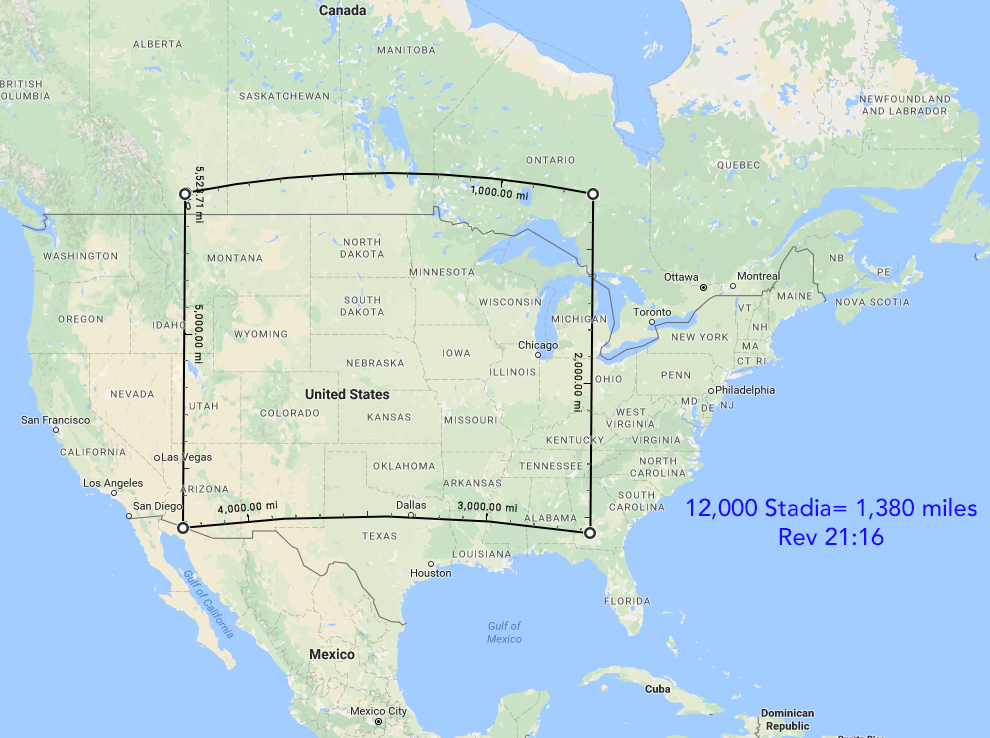 Canada
ALBERTA
MANITOBA
BRITISH
COLUMBIA
SASKATCHEWAN
NEWFOUNDLAND
AND LABRADOR
ONTARIO
QUEBEC
1,000.00 mi
WASHINGTON
MONTANA
NORTH
DAKOTA
MINNESOTA
Ottawa
Montreal
NB
PE
MAINE
NOVA SCOTIA
OREGON
IDAHO
SOUTH
DAKOTA
WISCONSIN
MICHIGAN
Toronto
VT
NH
5,000.00 mi
WYOMING
Chicago
NEW YORK
MA
CT RI
IOWA
NEBRASKA
ILLINOIS
OHIO
PENN
2,000.00 mi
NEVADA
UTAH
United States
Philadelphia
MD
DE
NJ
COLORADO
KANSAS
MISSOURI
WEST
VIRGINIA
San Francisco
KENTUCKY
VIRGINIA
CALIFORNIA
Las Vegas
OKLAHOMA
TENNESSEE
NORTH
CAROLINA
Los Angeles
ARIZONA
ARKANSAS
SOUTH
CAROLINA
San Diego
4,000.00 mi
Dallas
3,000.00 mi
ALABAMA
12,000 Stadia= 1,380 miles
Rev 21:16
TEXAS
LOUISIANA
Houston
Gulf of California
FLORIDA
Gulf of
Mexico
Mexico
Cuba
Mexico City
Dominican
Republic